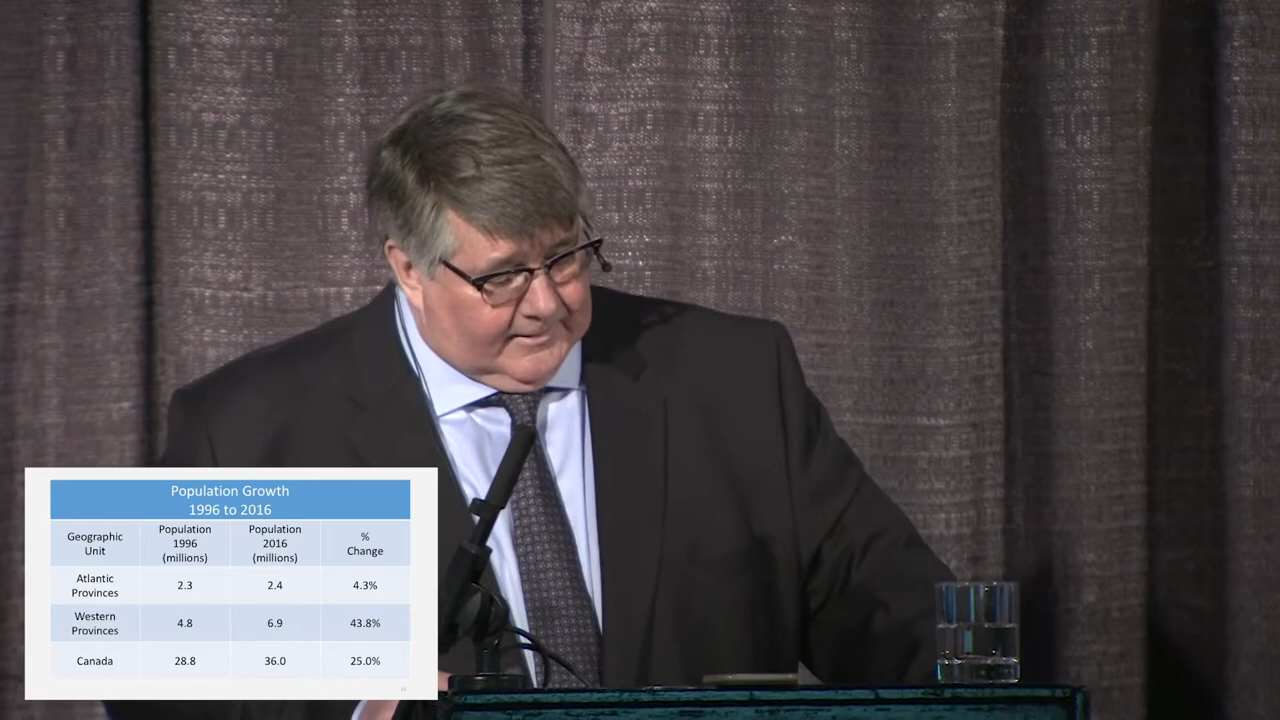 Population Growth
1996 to 2016
Geographic
Unit
Population
1996
(millions)
Population
2016
(millions)
%
Change
Atlantic
Provinces
2.3
2.4
4.3%
Western
Provinces
4.8
6.9
43.8%
Canada
28.8
36.0
25.0%